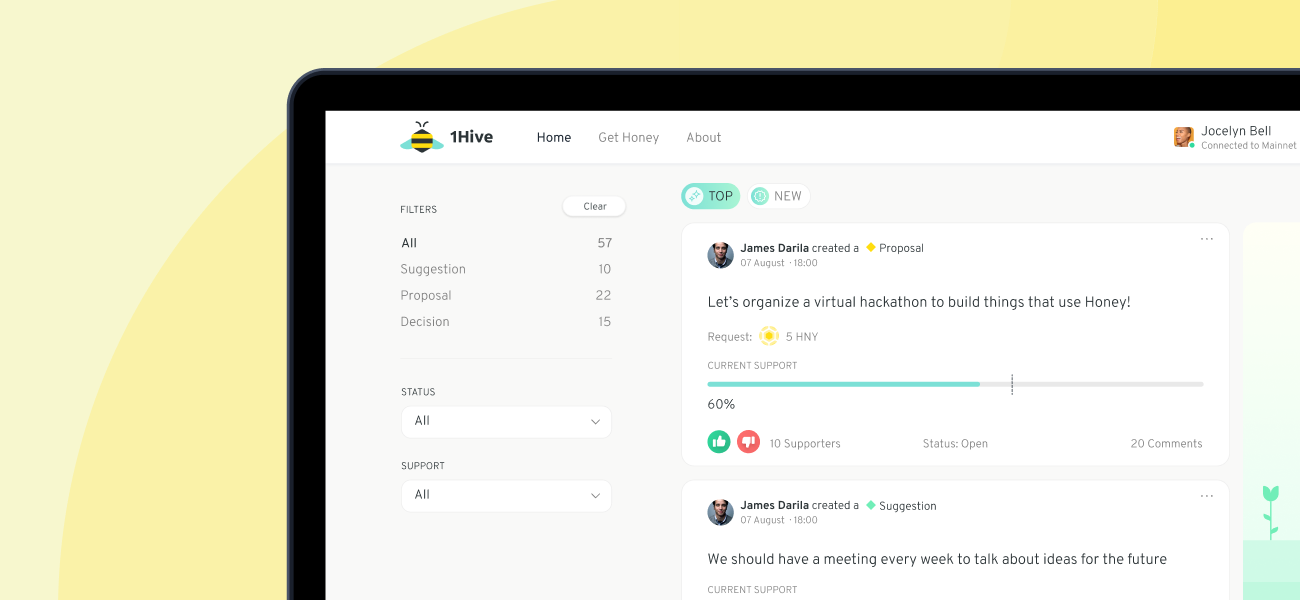 1Hive
Home
Get Honey
About
Jocelyn Bell
Connected to Mainnet
FILTERS
Clear
All
57
Suggestion
10
Proposal
22
Decision
15
STATUS
All
SUPPORT
All
TOP
NEW
James Darila created a Proposal
07 August · 18:00
Let's organize a virtual hackathon to build things that use Honey!
Request: 5 HNY
CURRENT SUPPORT
60%
10 Supporters
Status: Open
20 Comments
James Darila created a Suggestion
07 August · 18:00
We should have a meeting every week to talk about ideas for the future
CURRENT SUPPORT